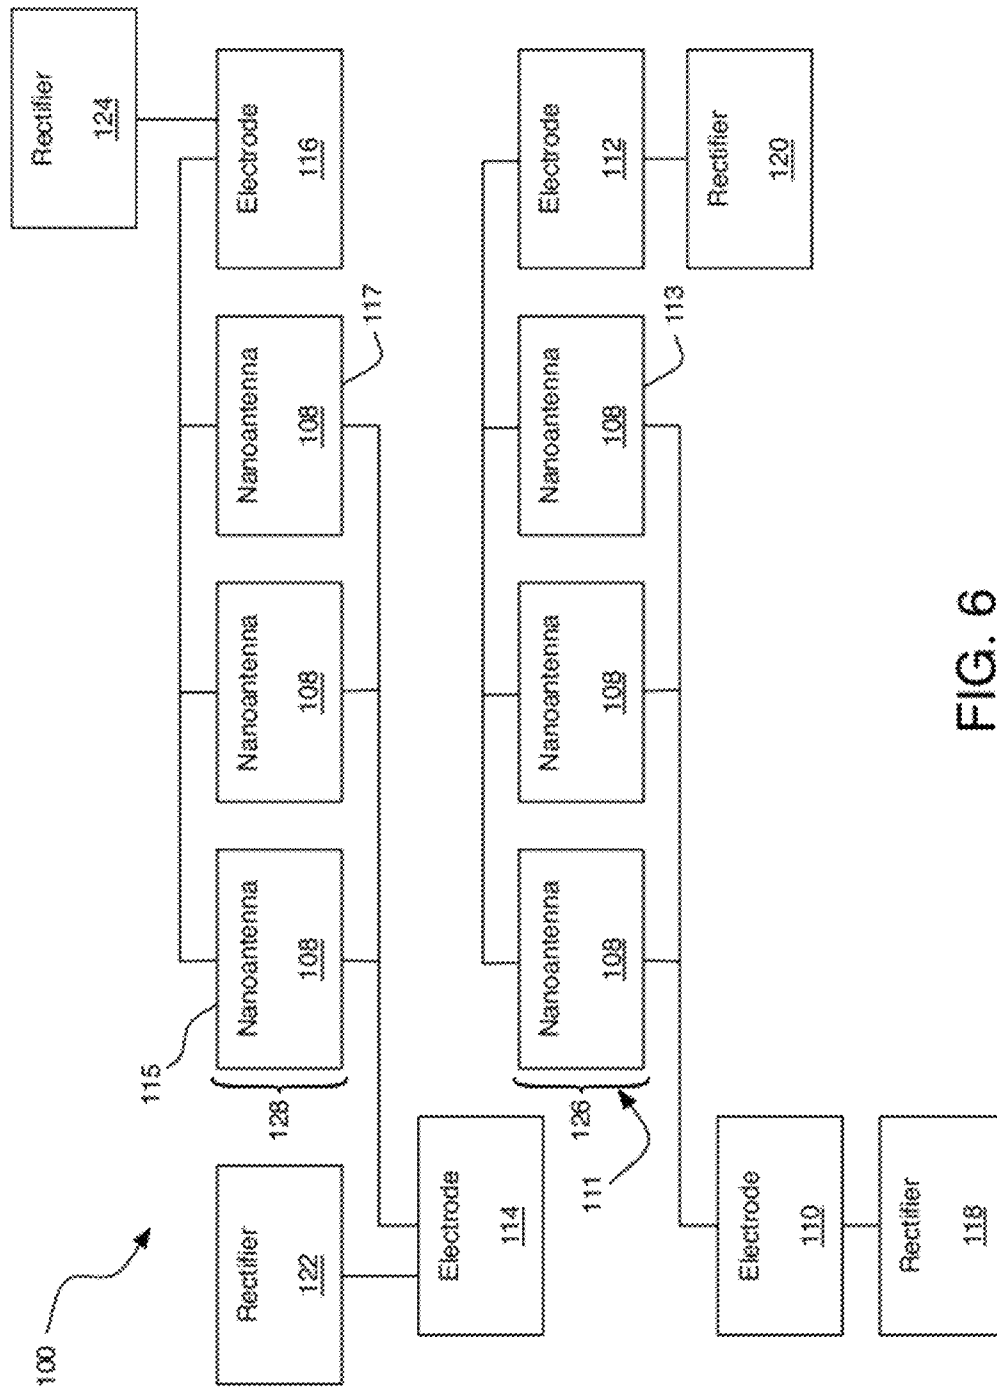 100
Rectifier
122
Electrode
114
115
128
Nanoantenna
108
Nanoantenna
108
Nanoantenna
108
117
Electrode
116
Rectifier
124
Electrode
110
Rectifier
118
111
126
Nanoantenna
108
Nanoantenna
108
Nanoantenna
108
113
Electrode
112
Rectifier
120
FIG. 6